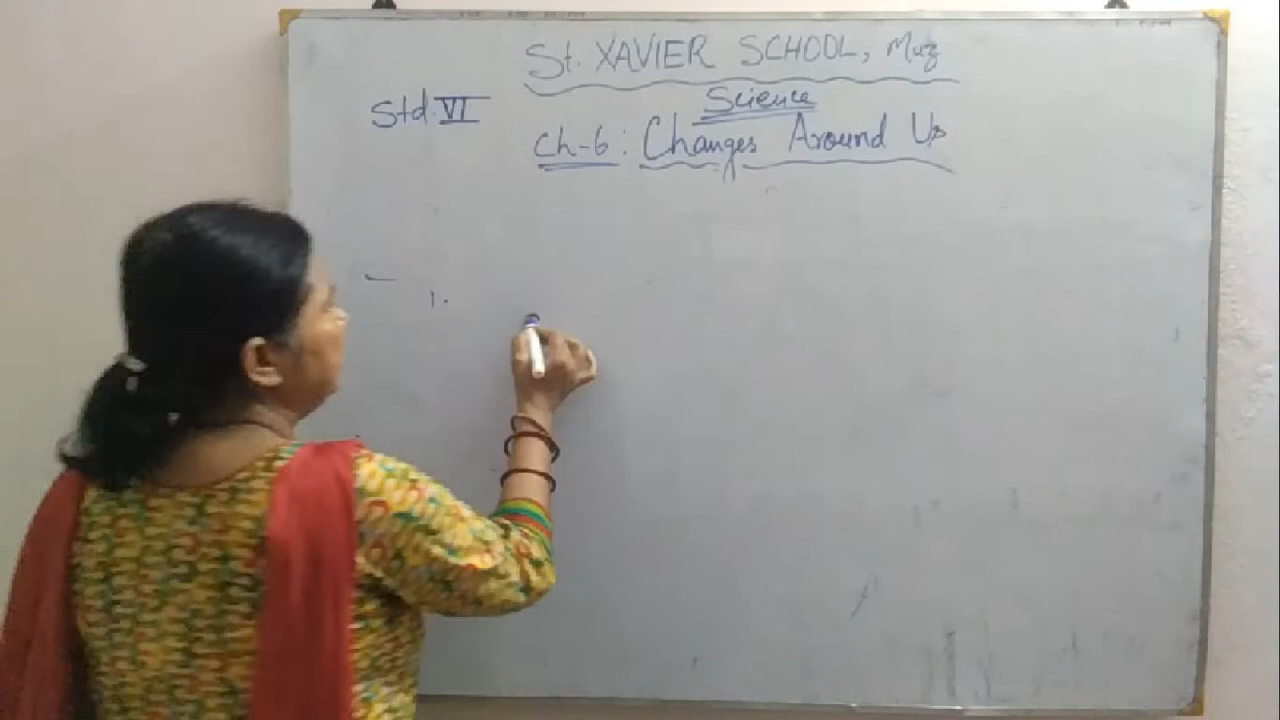 St. XAVIER SCHOOL, Muz
Std. VI
Science
Ch-6: Changes Around Us
1.